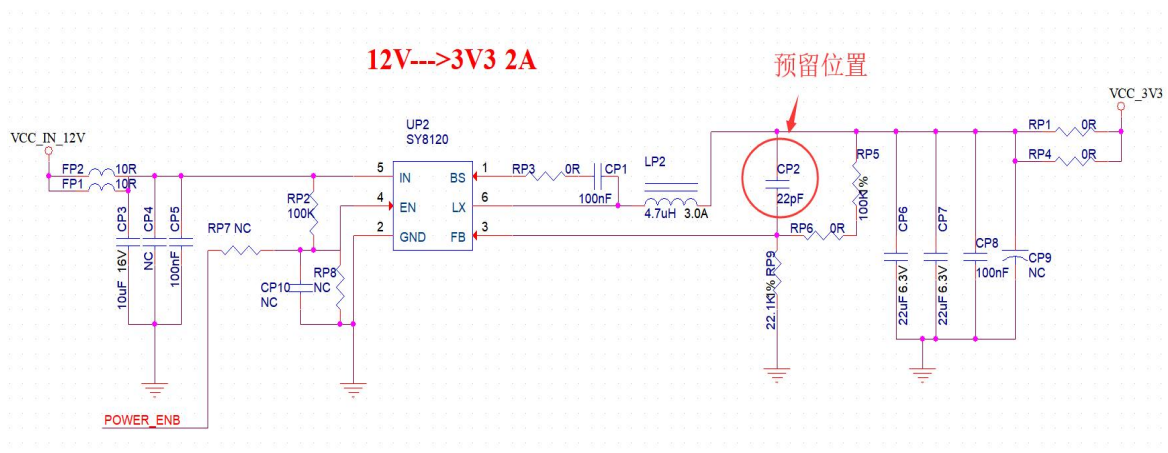 12V--->3V3 2A
预留位置
VCC_IN_12V
VCC_3V3
FP2
10R
FP1
10R
CP3
10uF 16V
CP4
NC
CP5
100nF
RP7 NC
RP2
100K
CP10
NC
RP8
NC
POWER_ENB
UP2
SY8120
5
IN
4
EN
2
GND
BS
1
LX
6
FB
3
RP3
0R
CP1
100nF
LP2
4.7uH 3.0A
CP2
22pF
RP5
100K1%
RP6
0R
RP9
22.1K1%
CP6
22uF 6.3V
CP7
22uF 6.3V
CP8
100nF
CP9
NC
RP1
0R
RP4
0R